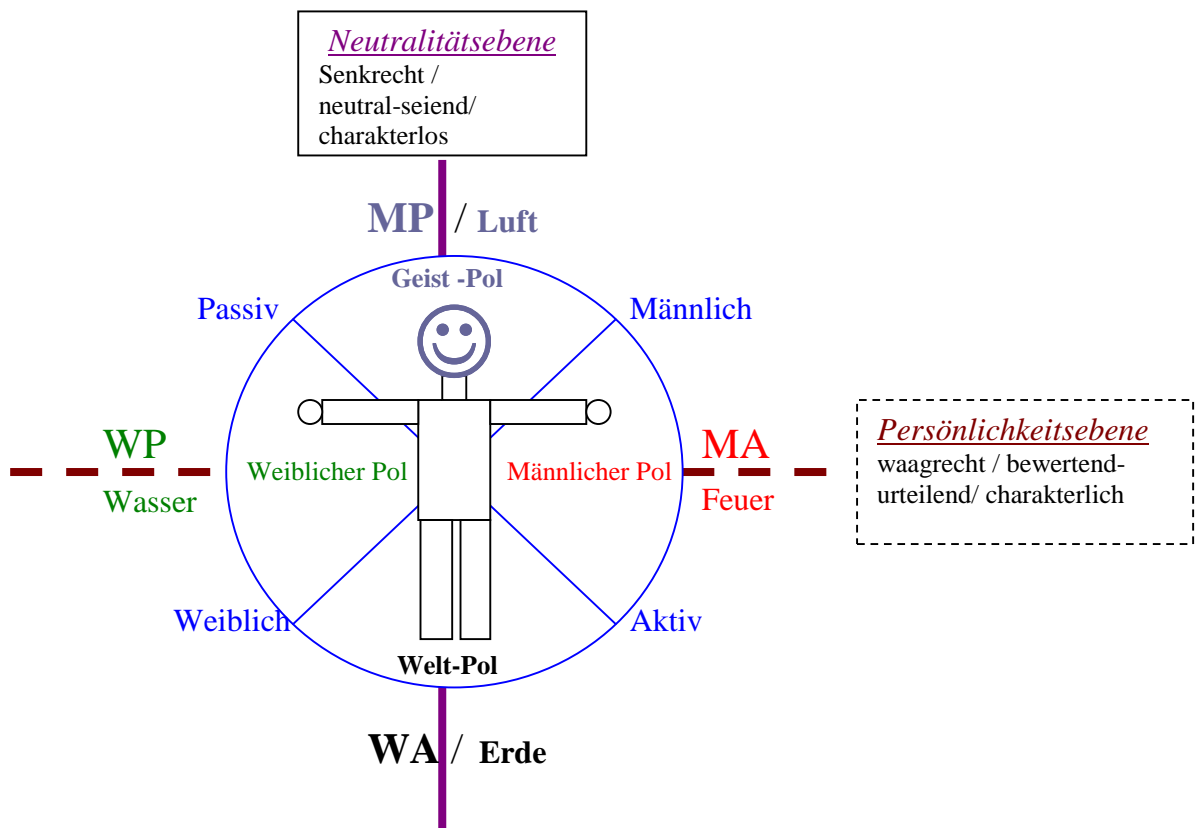 Neutralitätsebene
Senkrecht /
neutral-seiend/
charakterlos
MP / Luft
Geist -Pol
Passiv
Männlich
WP
Wasser
Weiblicher Pol
Männlicher Pol
MA
Feuer
Persönlichkeitsebene
waagrecht / bewertend-
urteilend/ charakterlich
Weiblich
Aktiv
Welt-Pol
WA / Erde